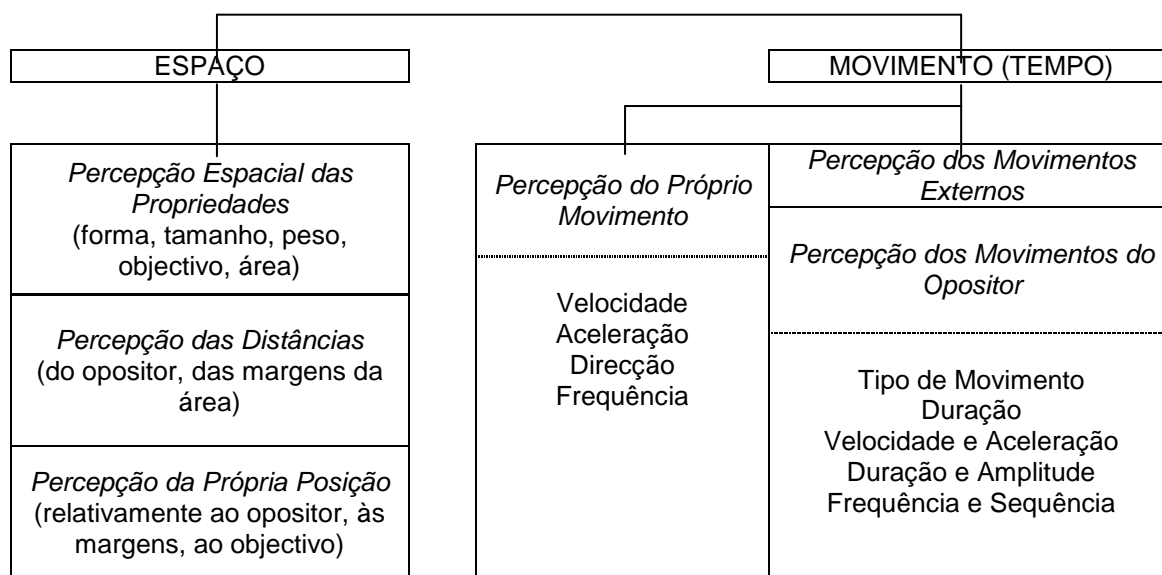 ESPAÇO
MOVIMENTO (TEMPO)
Percepção Espacial das
Propriedades
(forma, tamanho, peso,
objectivo, área)
Percepção das Distâncias
(do opositor, das margens da
área)
Percepção da Própria Posição
(relativamente ao opositor, às
margens, ao objectivo)
Percepção do Próprio
Movimento
Velocidade
Aceleração
Direcção
Frequência
Percepção dos Movimentos
Externos
Percepção dos Movimentos do
Opositor
Tipo de Movimento
Duração
Velocidade e Aceleração
Duração e Amplitude
Frequência e Sequência